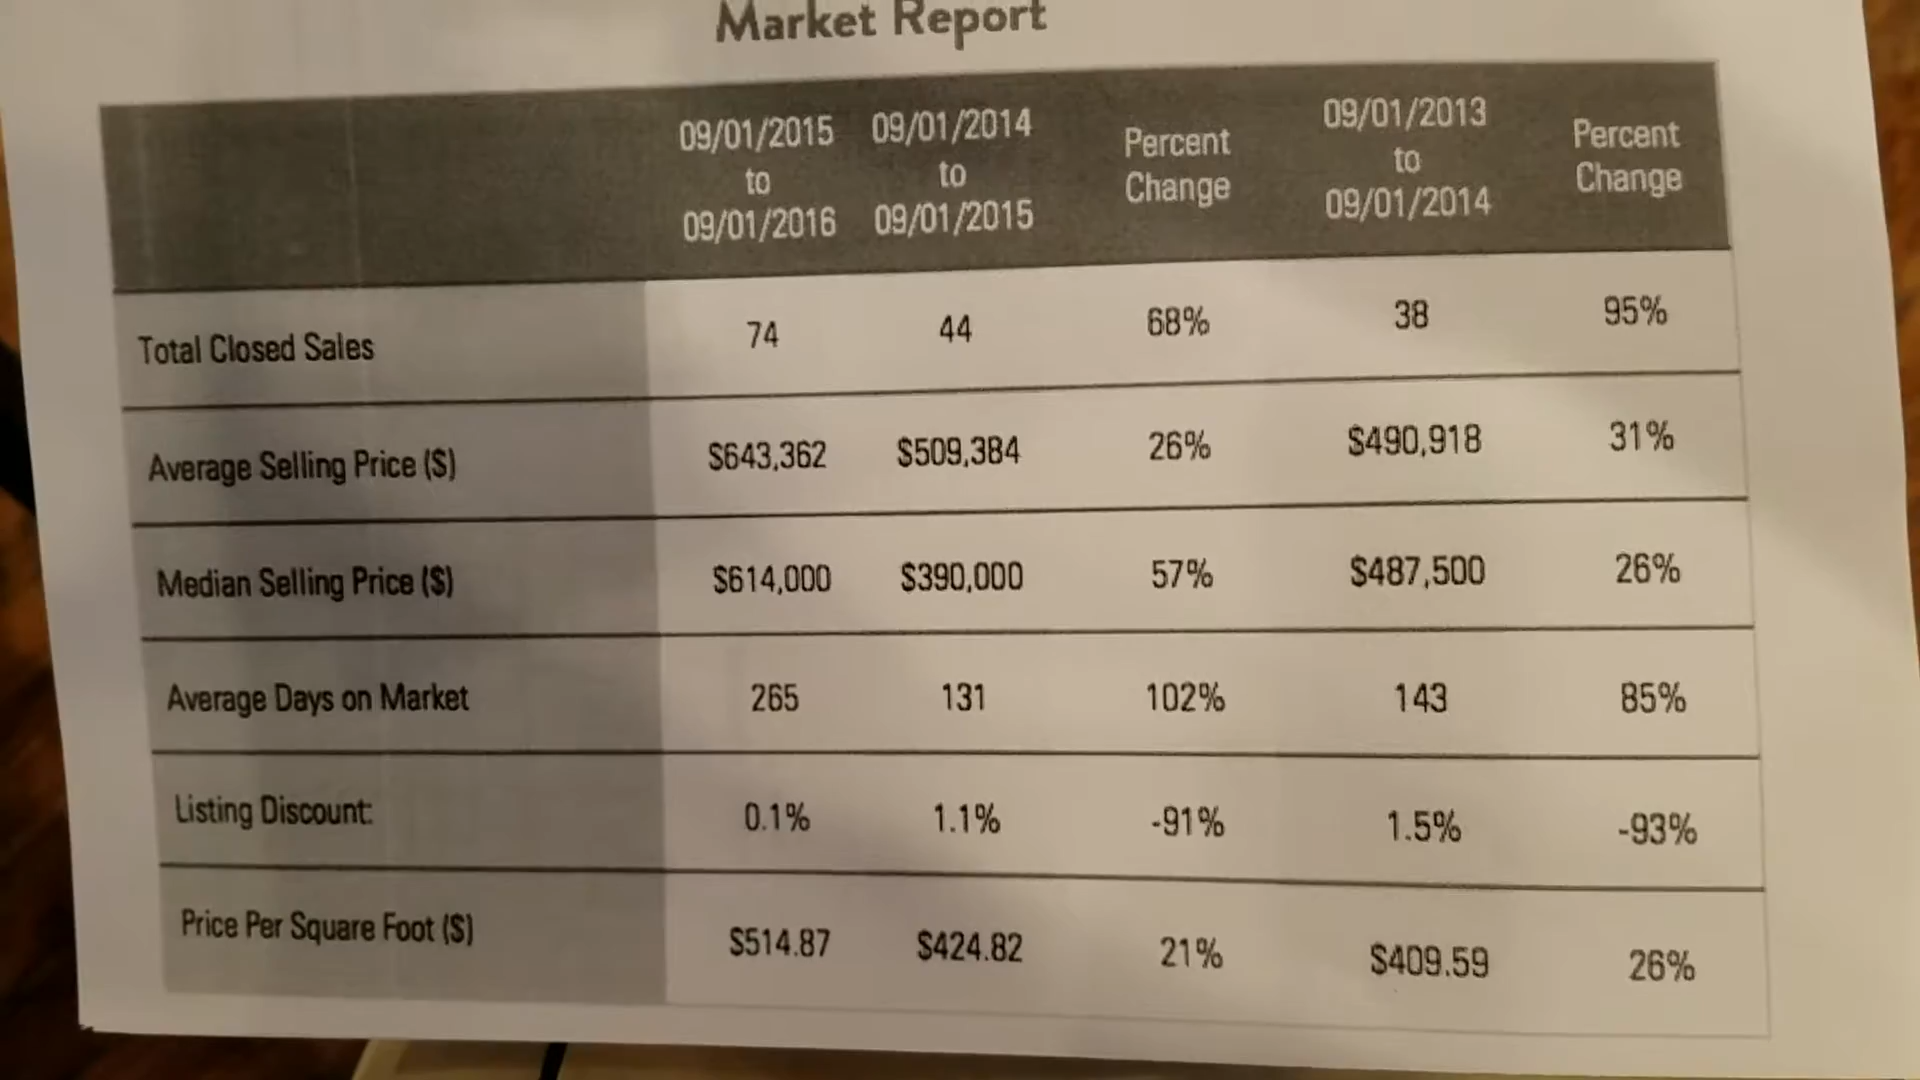 Market Report
09/01/2015 to 09/01/2016 09/01/2014 to 09/01/2015 Percent Change 09/01/2013 to 09/01/2014 Percent Change
Total Closed Sales 74 44 68% 38 95%
Average Selling Price ($) $643,362 $509,384 26% $490,918 31%
Median Selling Price ($) $614,000 $390,000 57% $487,500 26%
Average Days on Market 265 131 102% 143 85%
Listing Discount: 0.1% 1.1% -91% 1.5% -93%
Price Per Square Foot ($) $514.87 $424.82 21% $409.59 26%